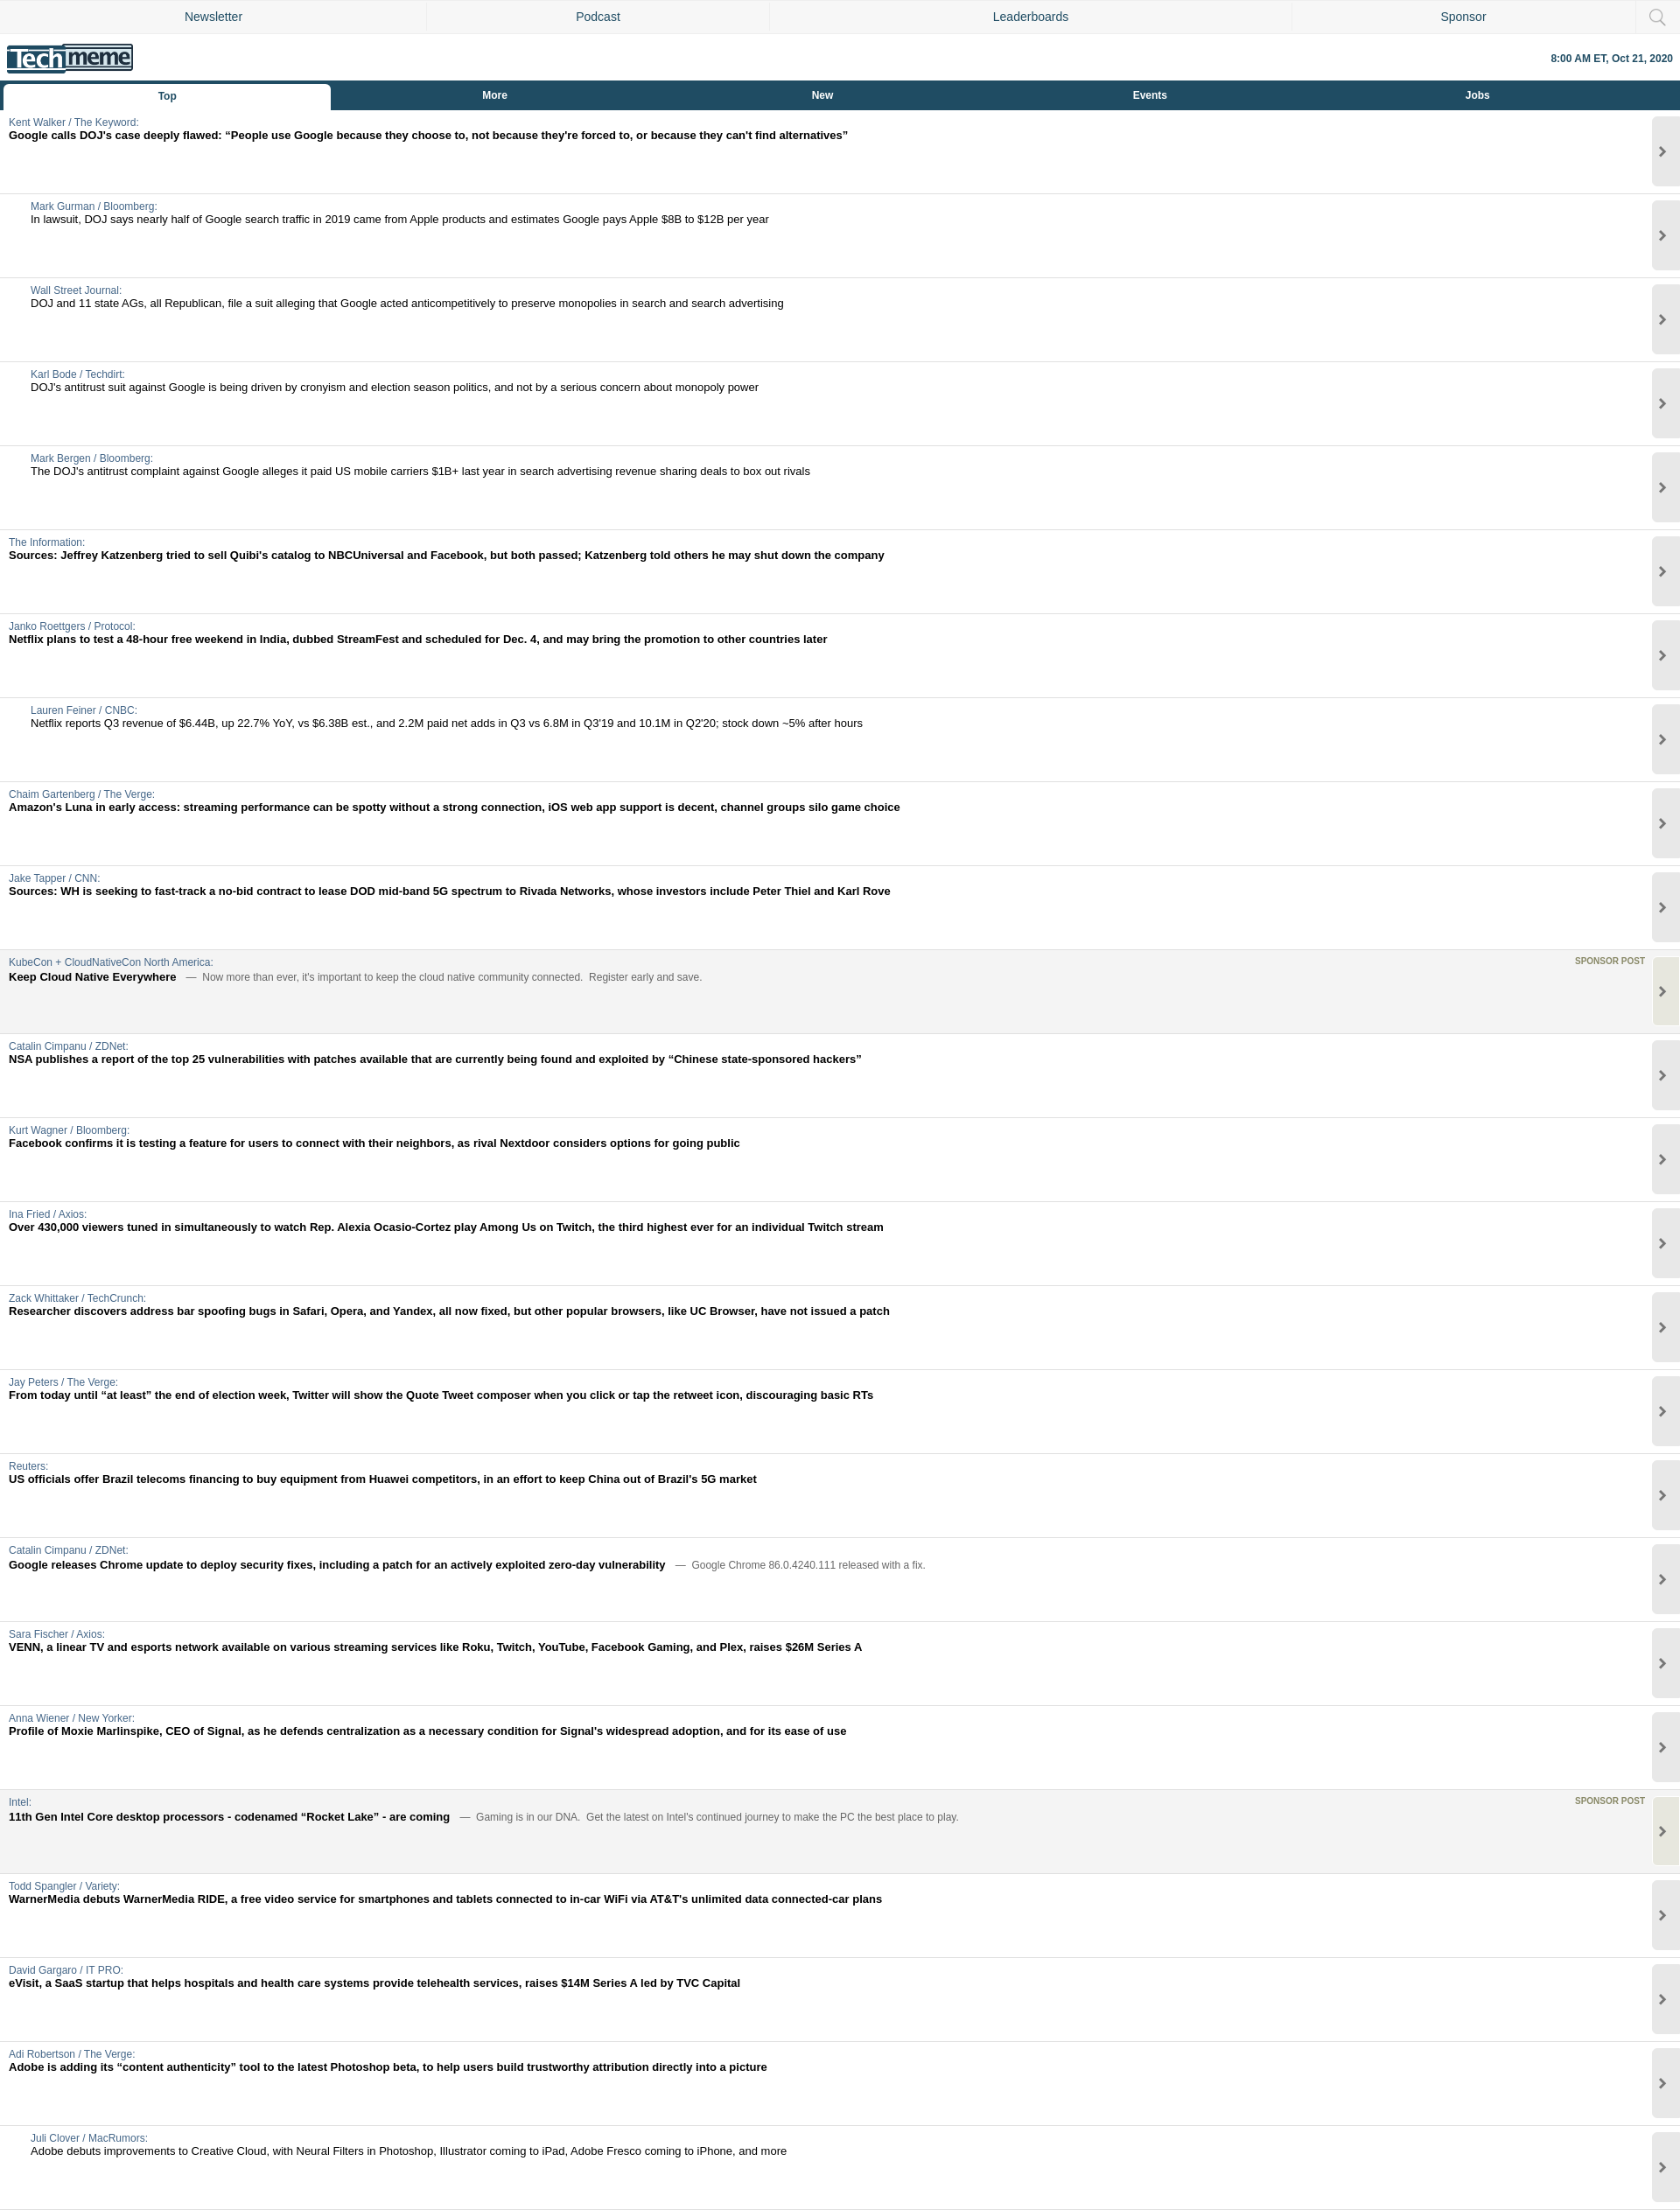 Newsletter
Podcast
Leaderboards
Sponsor
Techmeme
8:00 AM ET, Oct 21, 2020
Top
More
New
Events
Jobs
Kent Walker / The Keyword:
Google calls DOJ's case deeply flawed: “People use Google because they choose to, not because they're forced to, or because they can't find alternatives”
Mark Gurman / Bloomberg:
In lawsuit, DOJ says nearly half of Google search traffic in 2019 came from Apple products and estimates Google pays Apple $8B to $12B per year
Wall Street Journal:
DOJ and 11 state AGs, all Republican, file a suit alleging that Google acted anticompetitively to preserve monopolies in search and search advertising
Karl Bode / Techdirt:
DOJ's antitrust suit against Google is being driven by cronyism and election season politics, and not by a serious concern about monopoly power
Mark Bergen / Bloomberg:
The DOJ's antitrust complaint against Google alleges it paid US mobile carriers $1B+ last year in search advertising revenue sharing deals to box out rivals
The Information:
Sources: Jeffrey Katzenberg tried to sell Quibi's catalog to NBCUniversal and Facebook, but both passed; Katzenberg told others he may shut down the company
Janko Roettgers / Protocol:
Netflix plans to test a 48-hour free weekend in India, dubbed StreamFest and scheduled for Dec. 4, and may bring the promotion to other countries later
Lauren Feiner / CNBC:
Netflix reports Q3 revenue of $6.44B, up 22.7% YoY, vs $6.38B est., and 2.2M paid net adds in Q3 vs 6.8M in Q3'19 and 10.1M in Q2'20; stock down ~5% after hours
Chaim Gartenberg / The Verge:
Amazon's Luna in early access: streaming performance can be spotty without a strong connection, iOS web app support is decent, channel groups silo game choice
Jake Tapper / CNN:
Sources: WH is seeking to fast-track a no-bid contract to lease DOD mid-band 5G spectrum to Rivada Networks, whose investors include Peter Thiel and Karl Rove
KubeCon + CloudNativeCon North America:
SPONSOR POST
Keep Cloud Native Everywhere — Now more than ever, it's important to keep the cloud native community connected. Register early and save.
Catalin Cimpanu / ZDNet:
NSA publishes a report of the top 25 vulnerabilities with patches available that are currently being found and exploited by “Chinese state-sponsored hackers”
Kurt Wagner / Bloomberg:
Facebook confirms it is testing a feature for users to connect with their neighbors, as rival Nextdoor considers options for going public
Ina Fried / Axios:
Over 430,000 viewers tuned in simultaneously to watch Rep. Alexia Ocasio-Cortez play Among Us on Twitch, the third highest ever for an individual Twitch stream
Zack Whittaker / TechCrunch:
Researcher discovers address bar spoofing bugs in Safari, Opera, and Yandex, all now fixed, but other popular browsers, like UC Browser, have not issued a patch
Jay Peters / The Verge:
From today until “at least” the end of election week, Twitter will show the Quote Tweet composer when you click or tap the retweet icon, discouraging basic RTs
Reuters:
US officials offer Brazil telecoms financing to buy equipment from Huawei competitors, in an effort to keep China out of Brazil's 5G market
Catalin Cimpanu / ZDNet:
Google releases Chrome update to deploy security fixes, including a patch for an actively exploited zero-day vulnerability — Google Chrome 86.0.4240.111 released with a fix.
Sara Fischer / Axios:
VENN, a linear TV and esports network available on various streaming services like Roku, Twitch, YouTube, Facebook Gaming, and Plex, raises $26M Series A
Anna Wiener / New Yorker:
Profile of Moxie Marlinspike, CEO of Signal, as he defends centralization as a necessary condition for Signal's widespread adoption, and for its ease of use
Intel:
SPONSOR POST
11th Gen Intel Core desktop processors - codenamed “Rocket Lake” - are coming — Gaming is in our DNA. Get the latest on Intel's continued journey to make the PC the best place to play.
Todd Spangler / Variety:
WarnerMedia debuts WarnerMedia RIDE, a free video service for smartphones and tablets connected to in-car WiFi via AT&T's unlimited data connected-car plans
David Gargaro / IT PRO:
eVisit, a SaaS startup that helps hospitals and health care systems provide telehealth services, raises $14M Series A led by TVC Capital
Adi Robertson / The Verge:
Adobe is adding its “content authenticity” tool to the latest Photoshop beta, to help users build trustworthy attribution directly into a picture
Juli Clover / MacRumors:
Adobe debuts improvements to Creative Cloud, with Neural Filters in Photoshop, Illustrator coming to iPad, Adobe Fresco coming to iPhone, and more